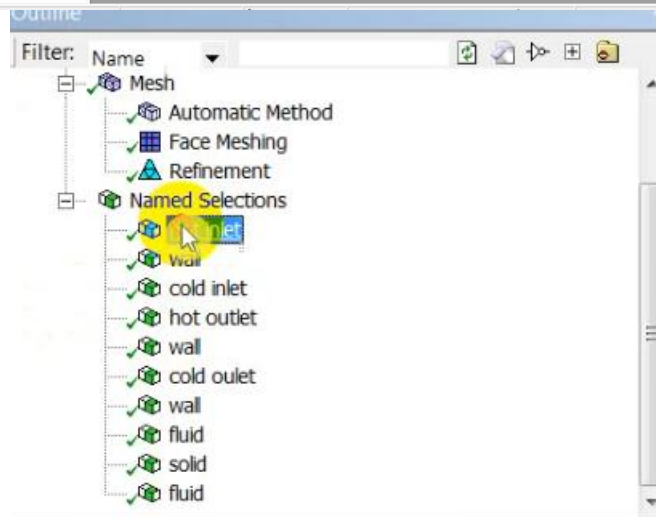 Outline
Filter: Name
Mesh
Automatic Method
Face Meshing
Refinement
Named Selections
inlet
wall
cold inlet
hot outlet
wall
cold oulet
wall
fluid
solid
fluid